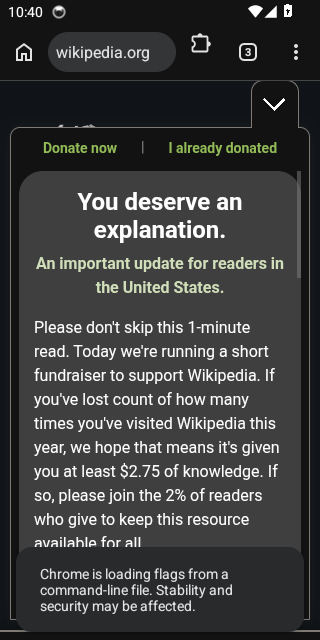 10:40
wikipedia.org
3
Donate now | I already donated
You deserve an
explanation.
An important update for readers in
the United States.
Please don't skip this 1-minute
read. Today we're running a short
fundraiser to support Wikipedia. If
you've lost count of how many
times you've visited Wikipedia this
year, we hope that means it's given
you at least $2.75 of knowledge. If
so, please join the 2% of readers
who give to keep this resource
available for all
Chrome is loading flags from a
command-line file. Stability and
security may be affected.